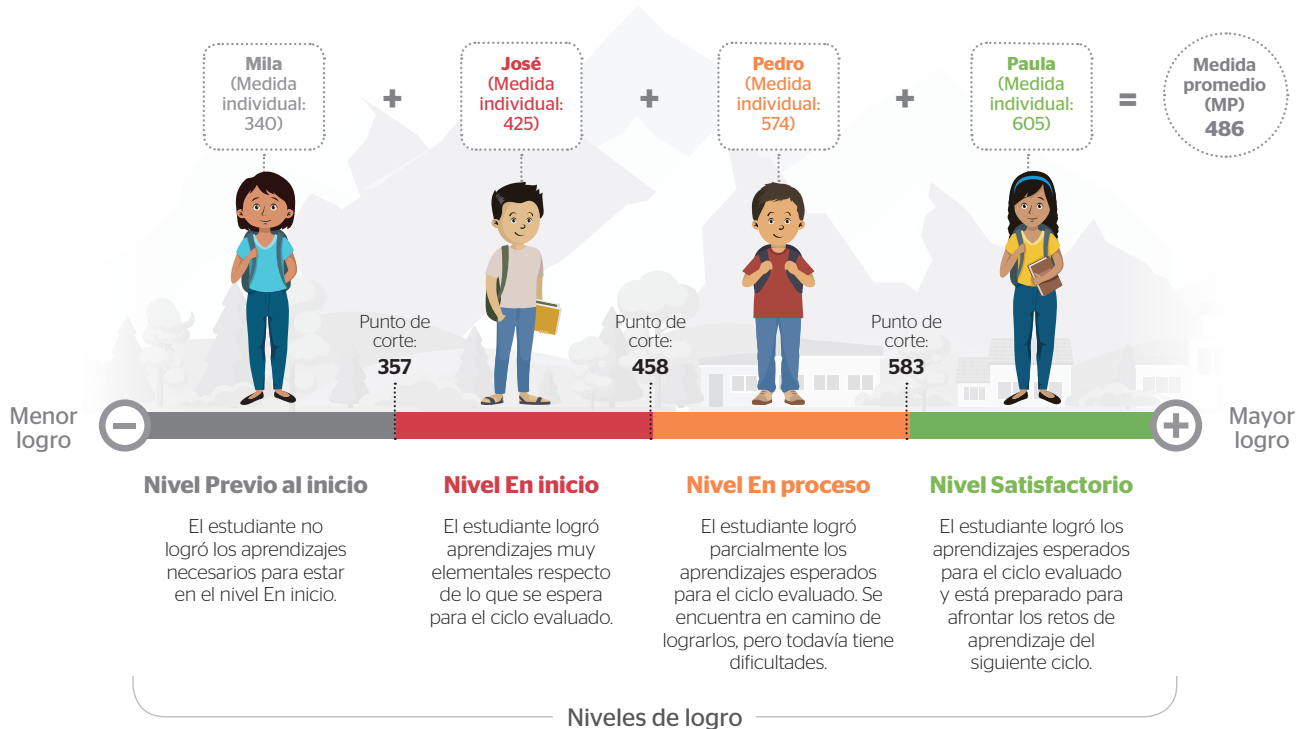 Mila
(Medida
individual:
340)
+
José
(Medida
individual:
425)
+
Pedro
(Medida
individual:
574)
+
Paula
(Medida
individual:
605)
=
Medida
promedio
(MP)
486
Punto de
corte:
357
Punto de
corte:
458
Punto de
corte:
583
Menor
logro
−
+
Mayor
logro
Nivel Previo al inicio
El estudiante no
logró los aprendizajes
necesarios para estar
en el nivel En inicio.
Nivel En inicio
El estudiante logró
aprendizajes muy
elementales respecto
de lo que se espera
para el ciclo evaluado.
Nivel En proceso
El estudiante logró
parcialmente los
aprendizajes esperados
para el ciclo evaluado. Se
encuentra en camino de
lograrlos, pero todavía tiene
dificultades.
Nivel Satisfactorio
El estudiante logró los
aprendizajes esperados
para el ciclo evaluado
y está preparado para
afrontar los retos de
aprendizaje del
siguiente ciclo.
Niveles de logro